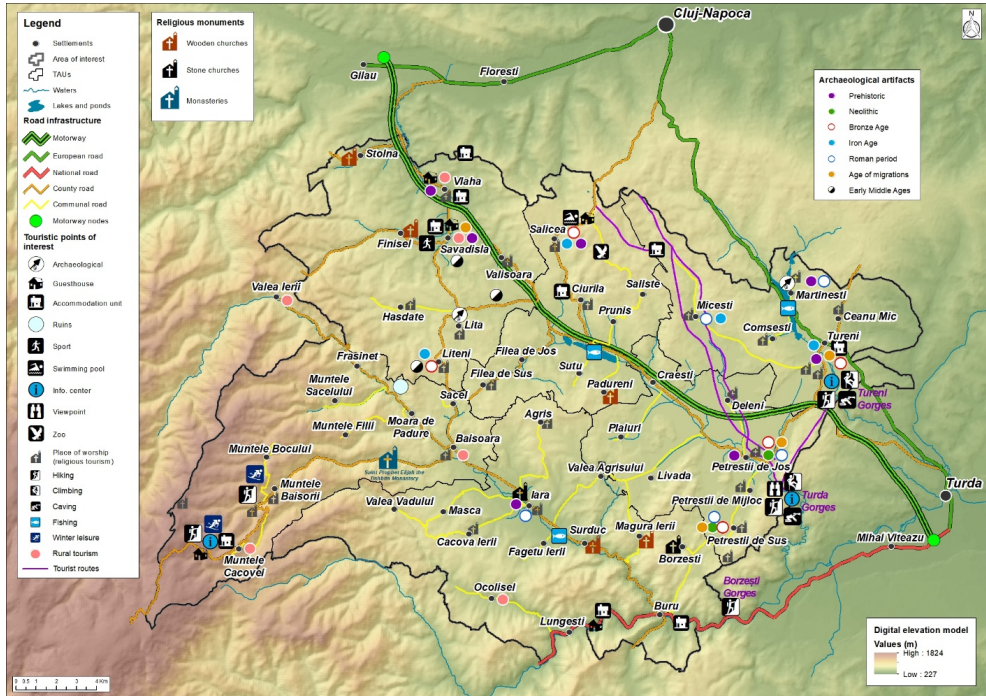 Legend
Settlements
Area of interest
TAUs
Waters
Lakes and ponds
Road infrastructure
Motorway
European road
National road
County road
Communal road
Motorway nodes
Touristic points of
interest
Archaeological
Guesthouse
Accommodation unit
Ruins
Sport
Swimming pool
Info. center
Viewpoint
Zoo
Place of worship
(religious tourism)
Hiking
Climbing
Caving
Fishing
Winter leisure
Rural tourism
Tourist routes
Religious monuments
Wooden churches
Stone churches
Monasteries
Archaeological artifacts
Prehistoric
Neolithic
Bronze Age
Iron Age
Roman period
Age of migrations
Early Middle Ages
N
Cluj-Napoca
Gilau
Floresti
Stolna
Vlaha
Finisel
Savadisla
Salicea
Valisoara
Valea Ierii
Hasdate
Lita
Ciurila
Saliste
Prunis
Micesti
Martinesti
Ceanu Mic
Comsesti
Tureni
Frasinet
Liteni
Filea de Jos
Filea de Sus
Sutu
Padureni
Craesti
Deleni
Tureni
Gorges
Muntele
Sacelului
Sacel
Muntele Filii
Moara de
Padure
Agris
Plaiuri
Baisoara
Muntele Bocului
Muntele
Baisorii
Saint Prophet Elijah the
Tishbite Monastery
Valea Agrisului
Livada
Petrestii de Jos
Petrestii de Mijloc
Turda
Gorges
Turda
Iara
Valea Vadului
Masca
Cacova Ierii
Surduc
Fagetu Ierii
Magura Ierii
Borzesti
Petrestii de Sus
Mihai Viteazu
Muntele
Cacovei
Ocolisel
Lungesti
Buru
Borzești
Gorges
Digital elevation model
Values (m)
High : 1824
Low : 227
0 0.5 1 2 3 4 Km